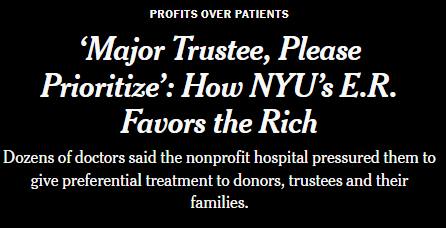 PROFITS OVER PATIENTS
‘Major Trustee, Please
Prioritize’: How NYU’s E.R.
Favors the Rich
Dozens of doctors said the nonprofit hospital pressured them to
give preferential treatment to donors, trustees and their
families.